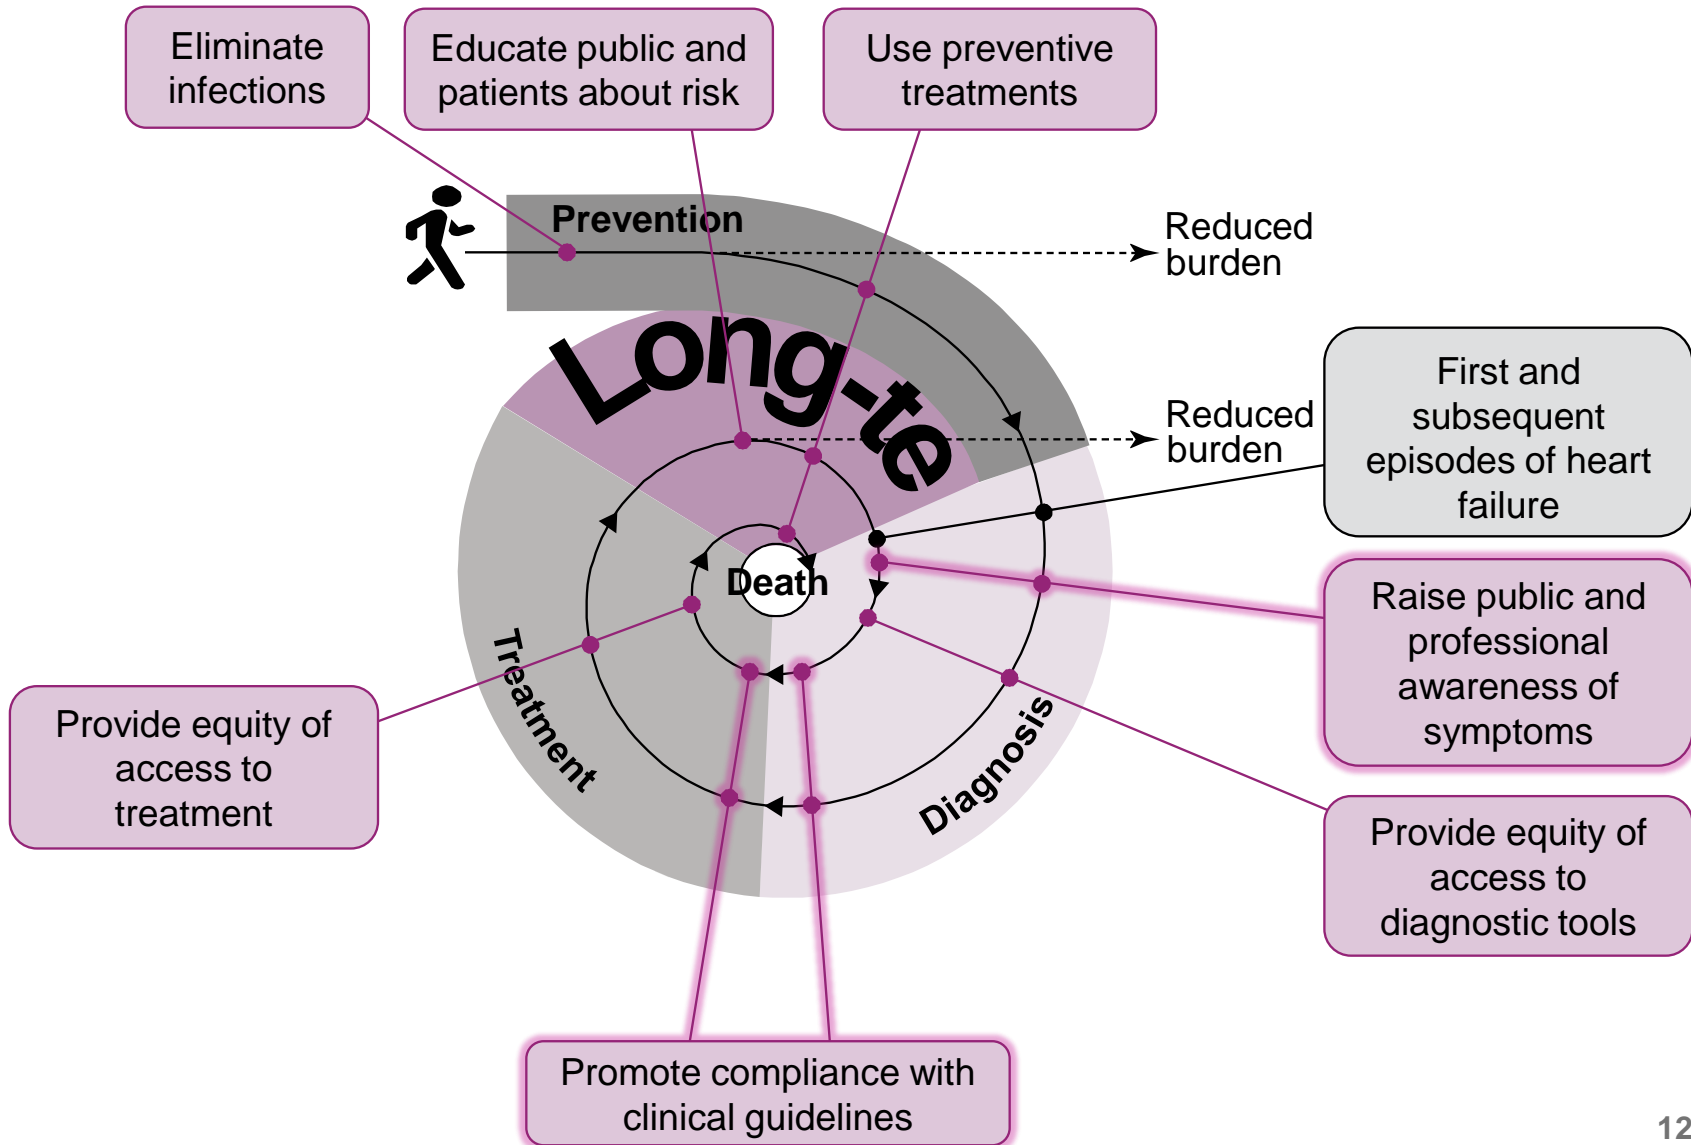 Eliminate
infections
Educate public and
patients about risk
Use preventive
treatments
Prevention
Reduced
burden
Long-te
Reduced
burden
First and
subsequent
episodes of heart
failure
Death
Raise public and
professional
awareness of
symptoms
Treatment
Provide equity of
access to
treatment
Diagnosis
Provide equity of
access to
diagnostic tools
Promote compliance with
clinical guidelines
12